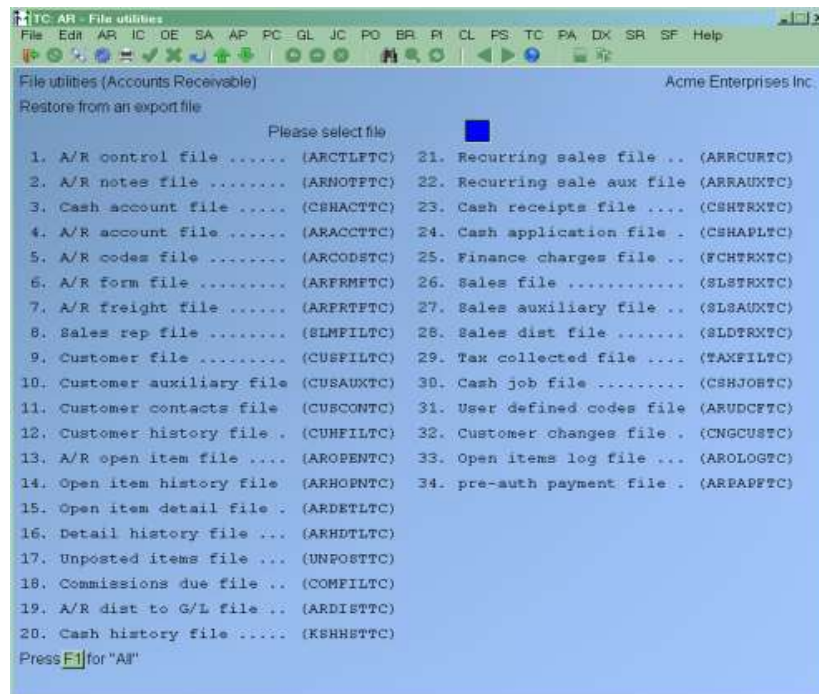 TC: AR - File utilities
File Edit AR IC OE SA AP PC GL JC PO BR PI CL PS TC PA DX SR SF Help
File utilities (Accounts Receivable) Acme Enterprises Inc.
Restore from an export file
Please select file
1. A/R control file ...... (ARCTLFTC) 21. Recurring sales file .. (ARRCURTC)
2. A/R notes file ........ (ARNOTFTC) 22. Recurring sale aux file (ARRAUXTC)
3. Cash account file ..... (CSHACTTC) 23. Cash receipts file .... (CSHTRXTC)
4. A/R account file ...... (ARACCTTC) 24. Cash application file . (CSHAPLTC)
5. A/R codes file ........ (ARCODSTC) 25. Finance charges file .. (FCHTRXTC)
6. A/R form file ......... (ARFRMFTC) 26. Sales file ............ (SLSTRXTC)
7. A/R freight file ...... (ARFRTFTC) 27. Sales auxiliary file .. (SLSAUXTC)
8. Sales rep file ........ (SLMFILTC) 28. Sales dist file ....... (SLDTRXTC)
9. Customer file ......... (CUSFILTC) 29. Tax collected file .... (TAXFILTC)
10. Customer auxiliary file (CUSAUXTC) 30. Cash job file ......... (CSHJOBTC)
11. Customer contacts file (CUSCONTC) 31. User defined codes file (ARUDCFTC)
12. Customer history file . (CUHFILTC) 32. Customer changes file . (CNGCUSTC)
13. A/R open item file .... (AROPENTC) 33. Open items log file ... (AROLOGTC)
14. Open item history file (ARHOPNTC) 34. pre-auth payment file . (ARPAPFTC)
15. Open item detail file . (ARDETLTC)
16. Detail history file ... (ARHDTLTC)
17. Unposted items file ... (UNPOSTTC)
18. Commissions due file .. (COMFILTC)
19. A/R dist to G/L file .. (ARDISTTC)
20. Cash history file ..... (KSHHSTTC)
Press F1 for "All"